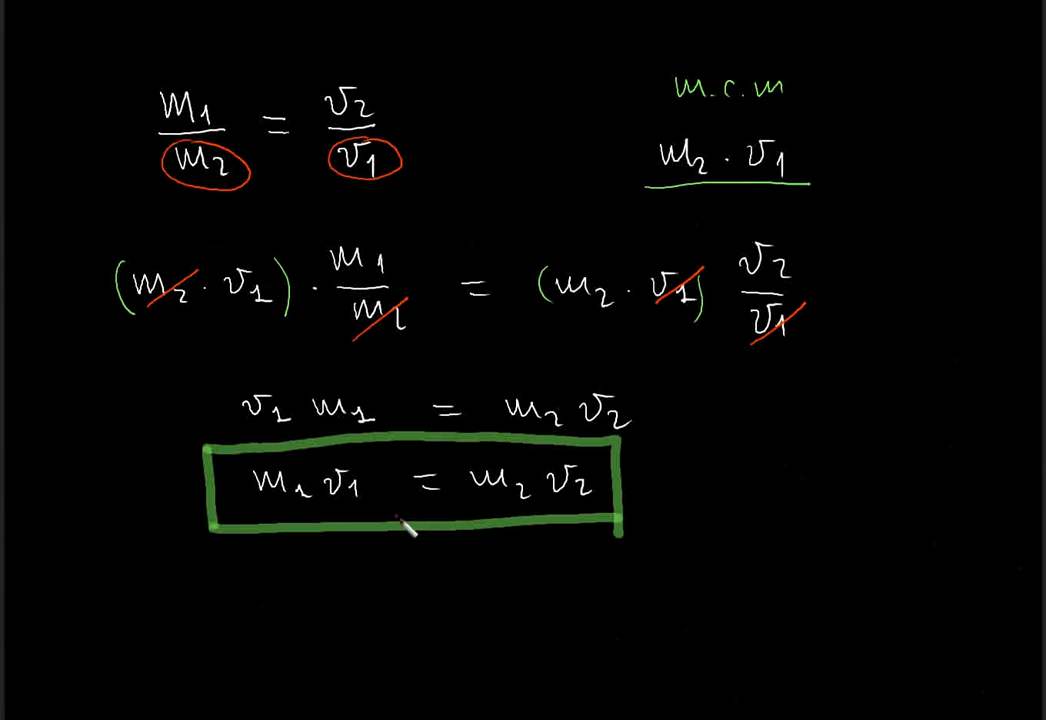 m1/m2 = v2/v1
m.c.m
m2 · v1
(m2 · v1) · m1/m2 = (m2 · v1) v2/v1
v1 m1 = m2 v2
m1 v1 = m2 v2